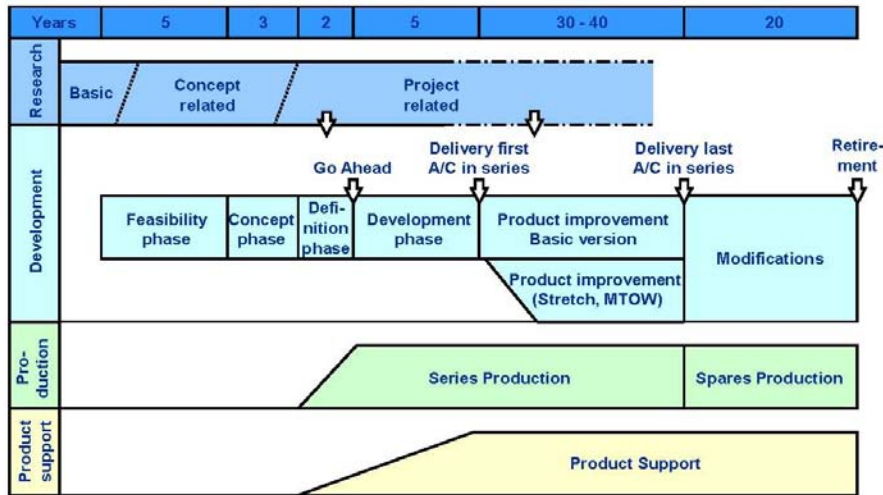 Years 5 3 2 5 30 - 40 20
Research
Basic
Concept
related
Project
related
Development
Go Ahead
Delivery first
A/C in series
Delivery last
A/C in series
Retire-
ment
Feasibility
phase
Concept
phase
Defi-
nition
phase
Development
phase
Product improvement
Basic version
Product improvement
(Stretch, MTOW)
Modifications
Pro-
duction
Series Production
Spares Production
Product
support
Product Support